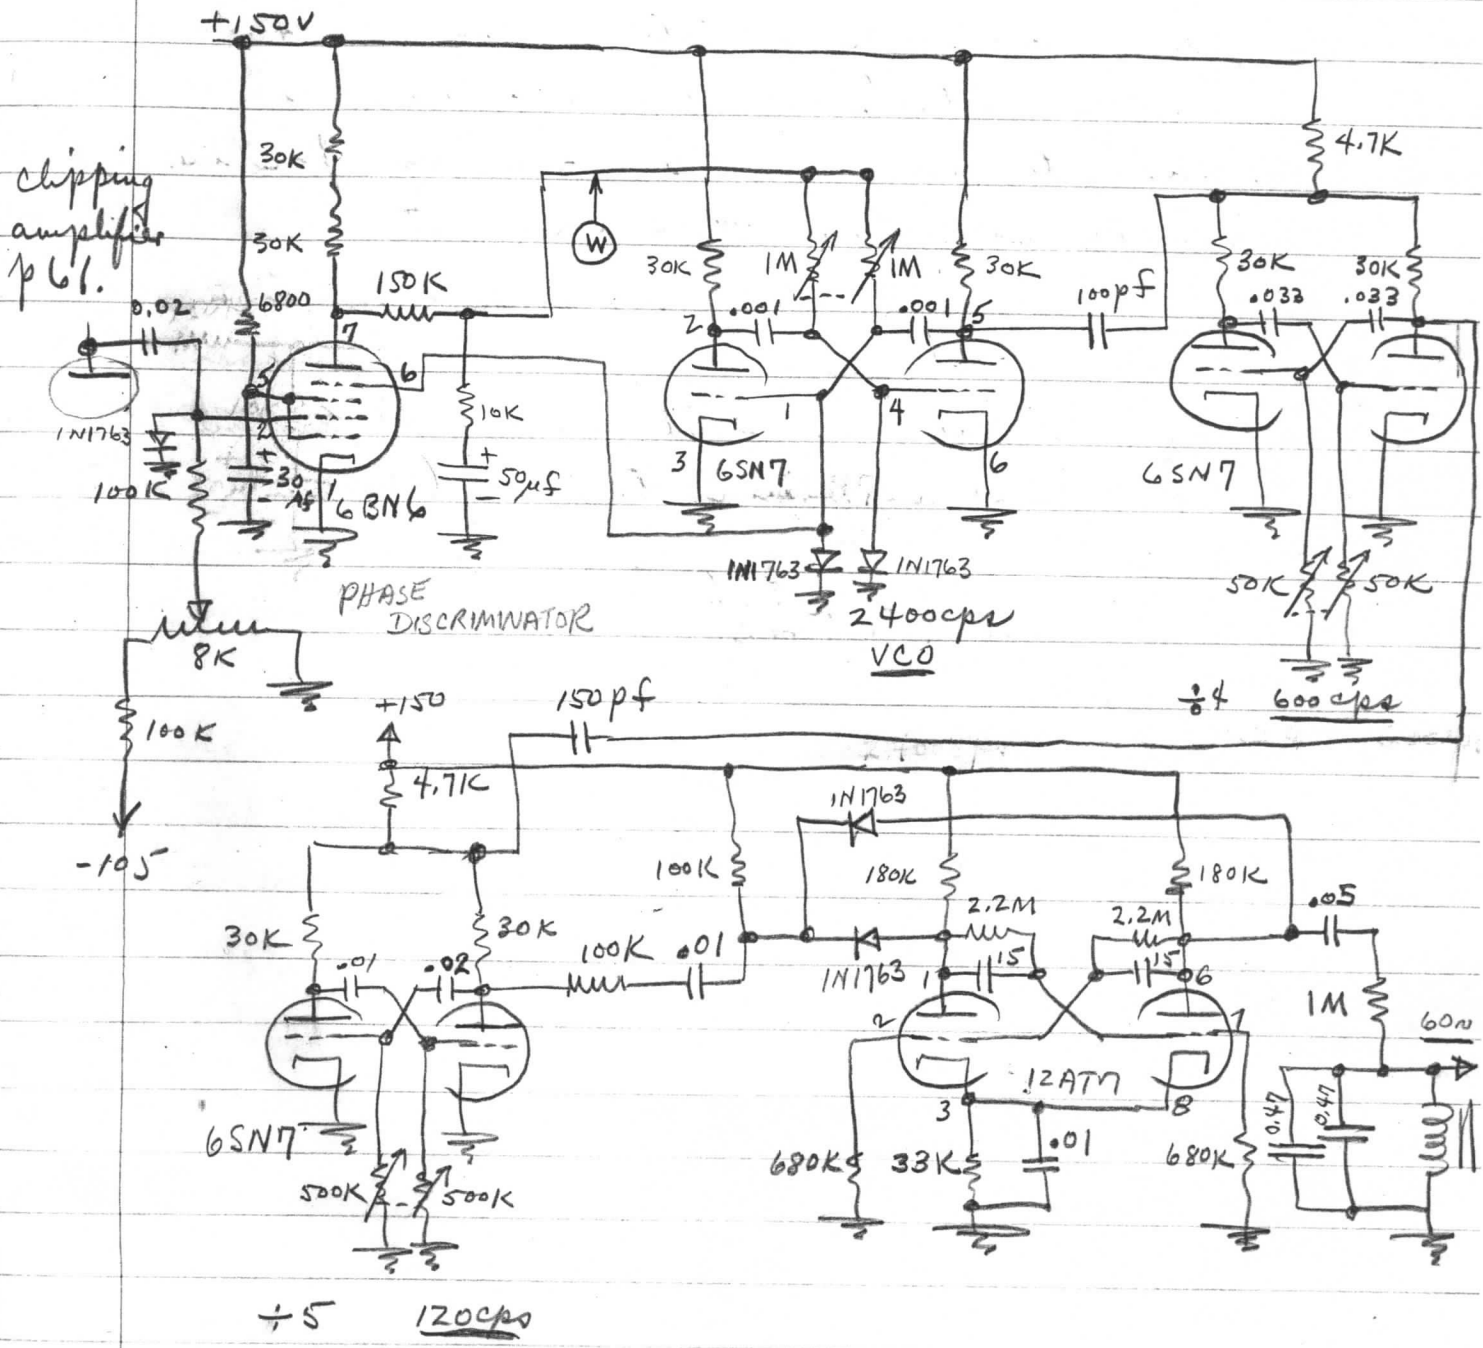 +150V
30K
4.7K
clipping
amplifier
p 61.
30K
W
30K
1M
1M
30K
30K
30K
150K
100pf
6800
0.02
.001
.001
.033
.033
7
2
5
5
6
10K
1
4
1N1763
2
+
+
50µf
3
6SN7
6
6SN7
100K
30
µf
-
1
6BN6
-
1N1763
1N1763
50K
50K
PHASE
DISCRIMINATOR
2400cps
VCO
8K
÷4
600cps
+150
150pf
100K
4.7K
1N1763
-105
100K
180K
180K
30K
30K
2.2M
2.2M
.05
100K
.01
.01
.02
1N1763
1
15
15
6
1M
2
7
60~
12AT7
3
8
0.47
0.47
6SN7
.01
680K
33K
680K
500K
500K
÷5
120cps